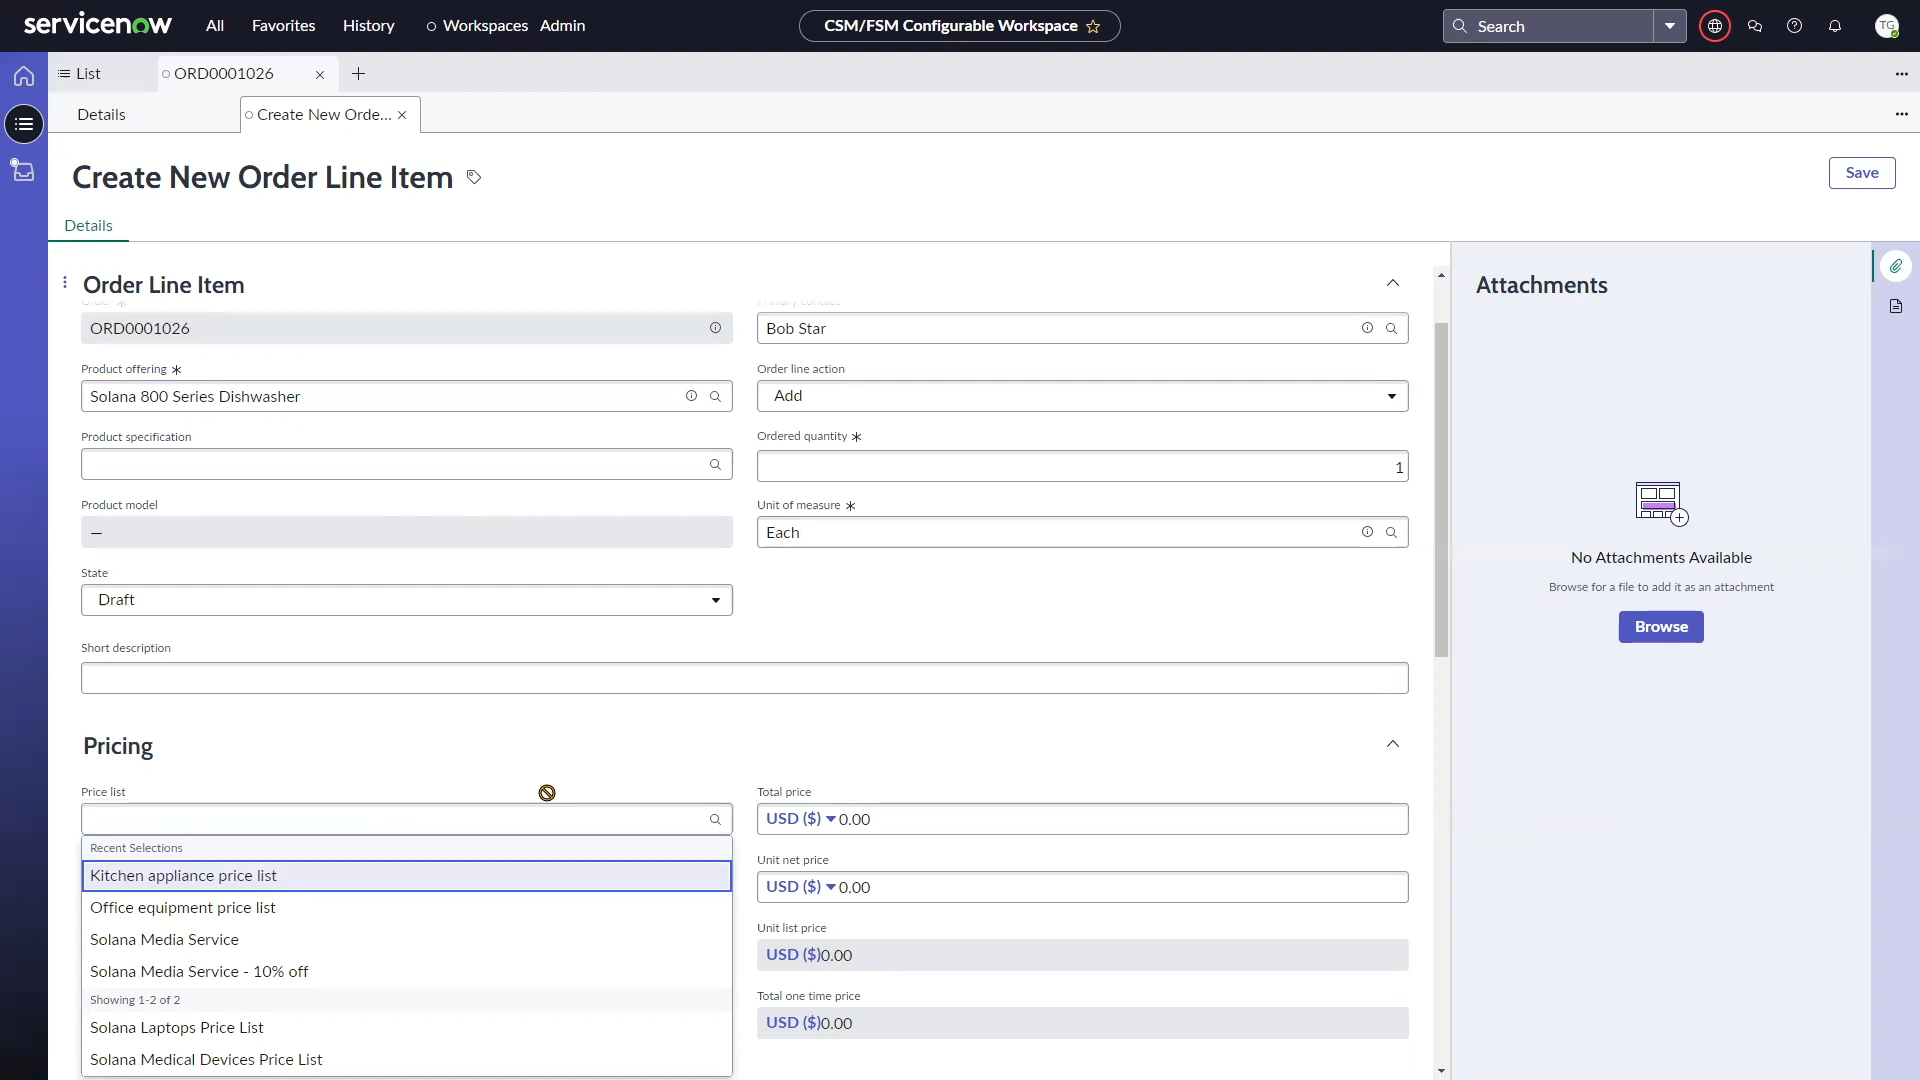 servicenow All Favorites History Workspaces Admin CSM/FSM Configurable Workspace Search TG
List ORD0001026
Details Create New Orde...
Create New Order Line Item Save
Details
Order Line Item
Attachments
Order Primary contact
ORD0001026 Bob Star
Product offering * Order line action
Solana 800 Series Dishwasher Add
Product specification Ordered quantity *
1
Product model Unit of measure *
— Each
No Attachments Available
State
Browse for a file to add it as an attachment
Draft
Browse
Short description
Pricing
Price list Total price
USD ($) 0.00
Recent Selections
Unit net price
Kitchen appliance price list USD ($) 0.00
Office equipment price list
Unit list price
Solana Media Service USD ($)0.00
Solana Media Service - 10% off
Showing 1-2 of 2 Total one time price
Solana Laptops Price List USD ($)0.00
Solana Medical Devices Price List